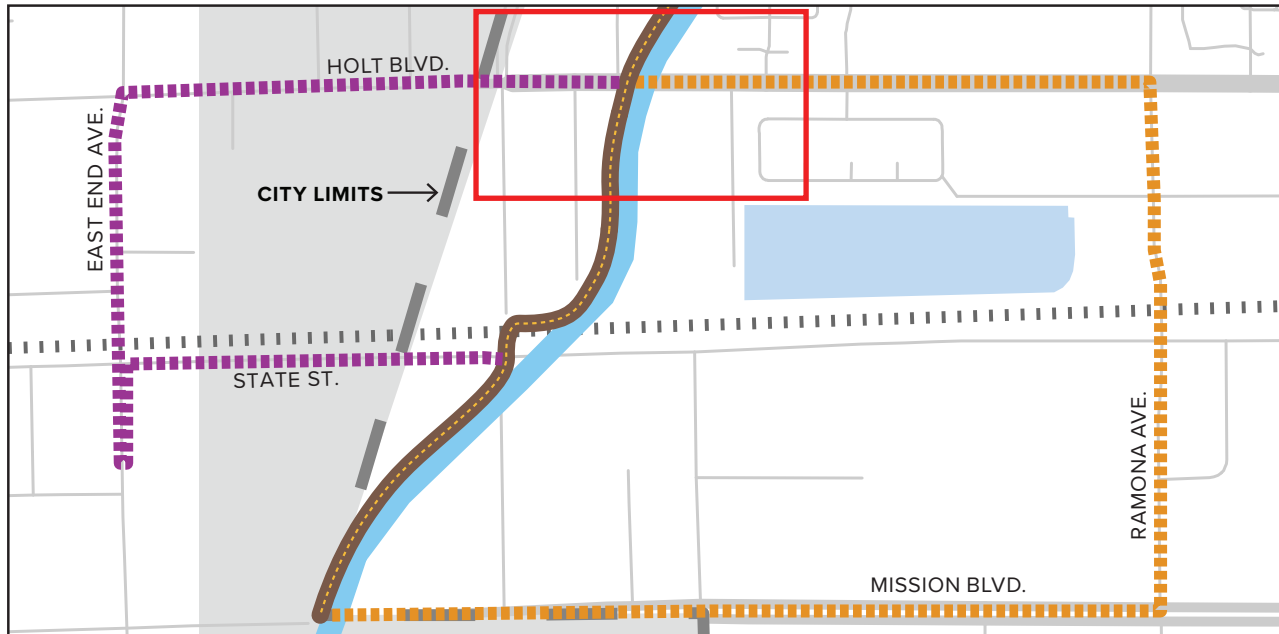 HOLT BLVD.
EAST END AVE.
CITY LIMITS
STATE ST.
RAMONA AVE.
MISSION BLVD.